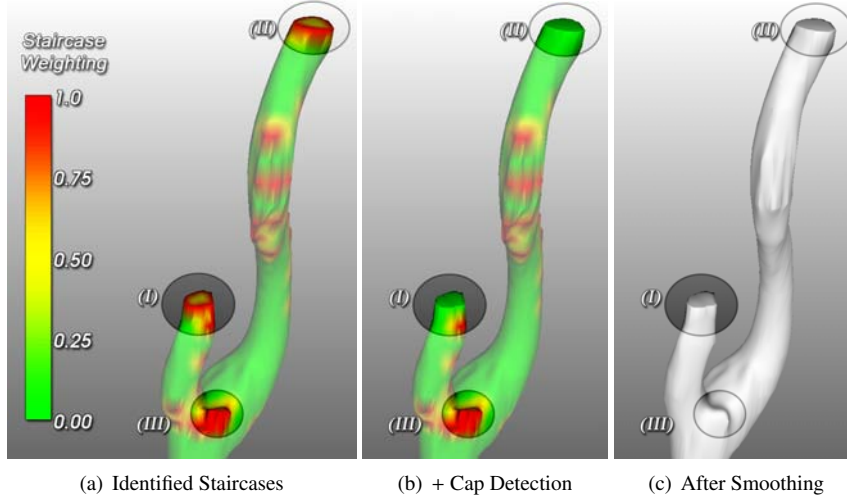 Staircase
Weighting
1.0
0.75
0.50
0.25
0.00
(II)
(I)
(III)
(II)
(I)
(III)
(II)
(I)
(III)
(a) Identified Staircases
(b) + Cap Detection
(c) After Smoothing